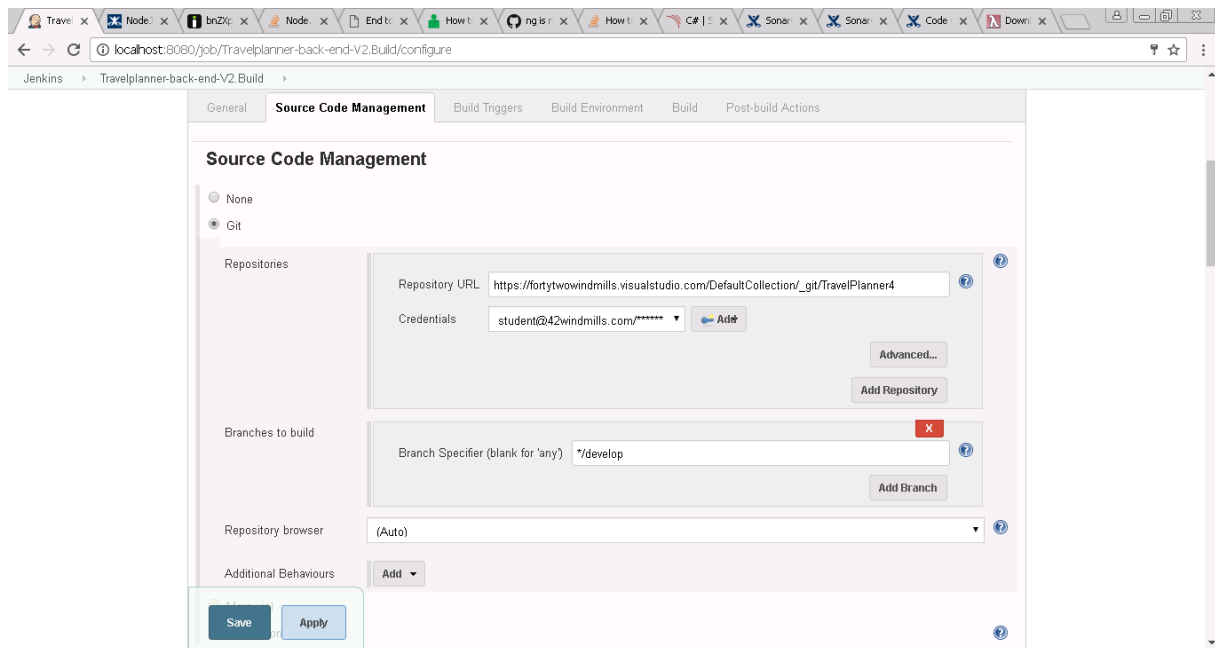 Travel Node.J bnZXp Node. End to How t ng is n How t C# | S Sonar Sonar Code Downl
localhost:8080/job/Travelplanner-back-end-V2.Build/configure
Jenkins Travelplanner-back-end-V2.Build
General Source Code Management Build Triggers Build Environment Build Post-build Actions
Source Code Management
None
Git
Repositories
Repository URL https://fortytwowindmills.visualstudio.com/DefaultCollection/_git/TravelPlanner4
Credentials student@42windmills.com/****** Add
Advanced...
Add Repository
Branches to build
X
Branch Specifier (blank for 'any') */develop
Add Branch
Repository browser (Auto)
Additional Behaviours Add
Save Apply